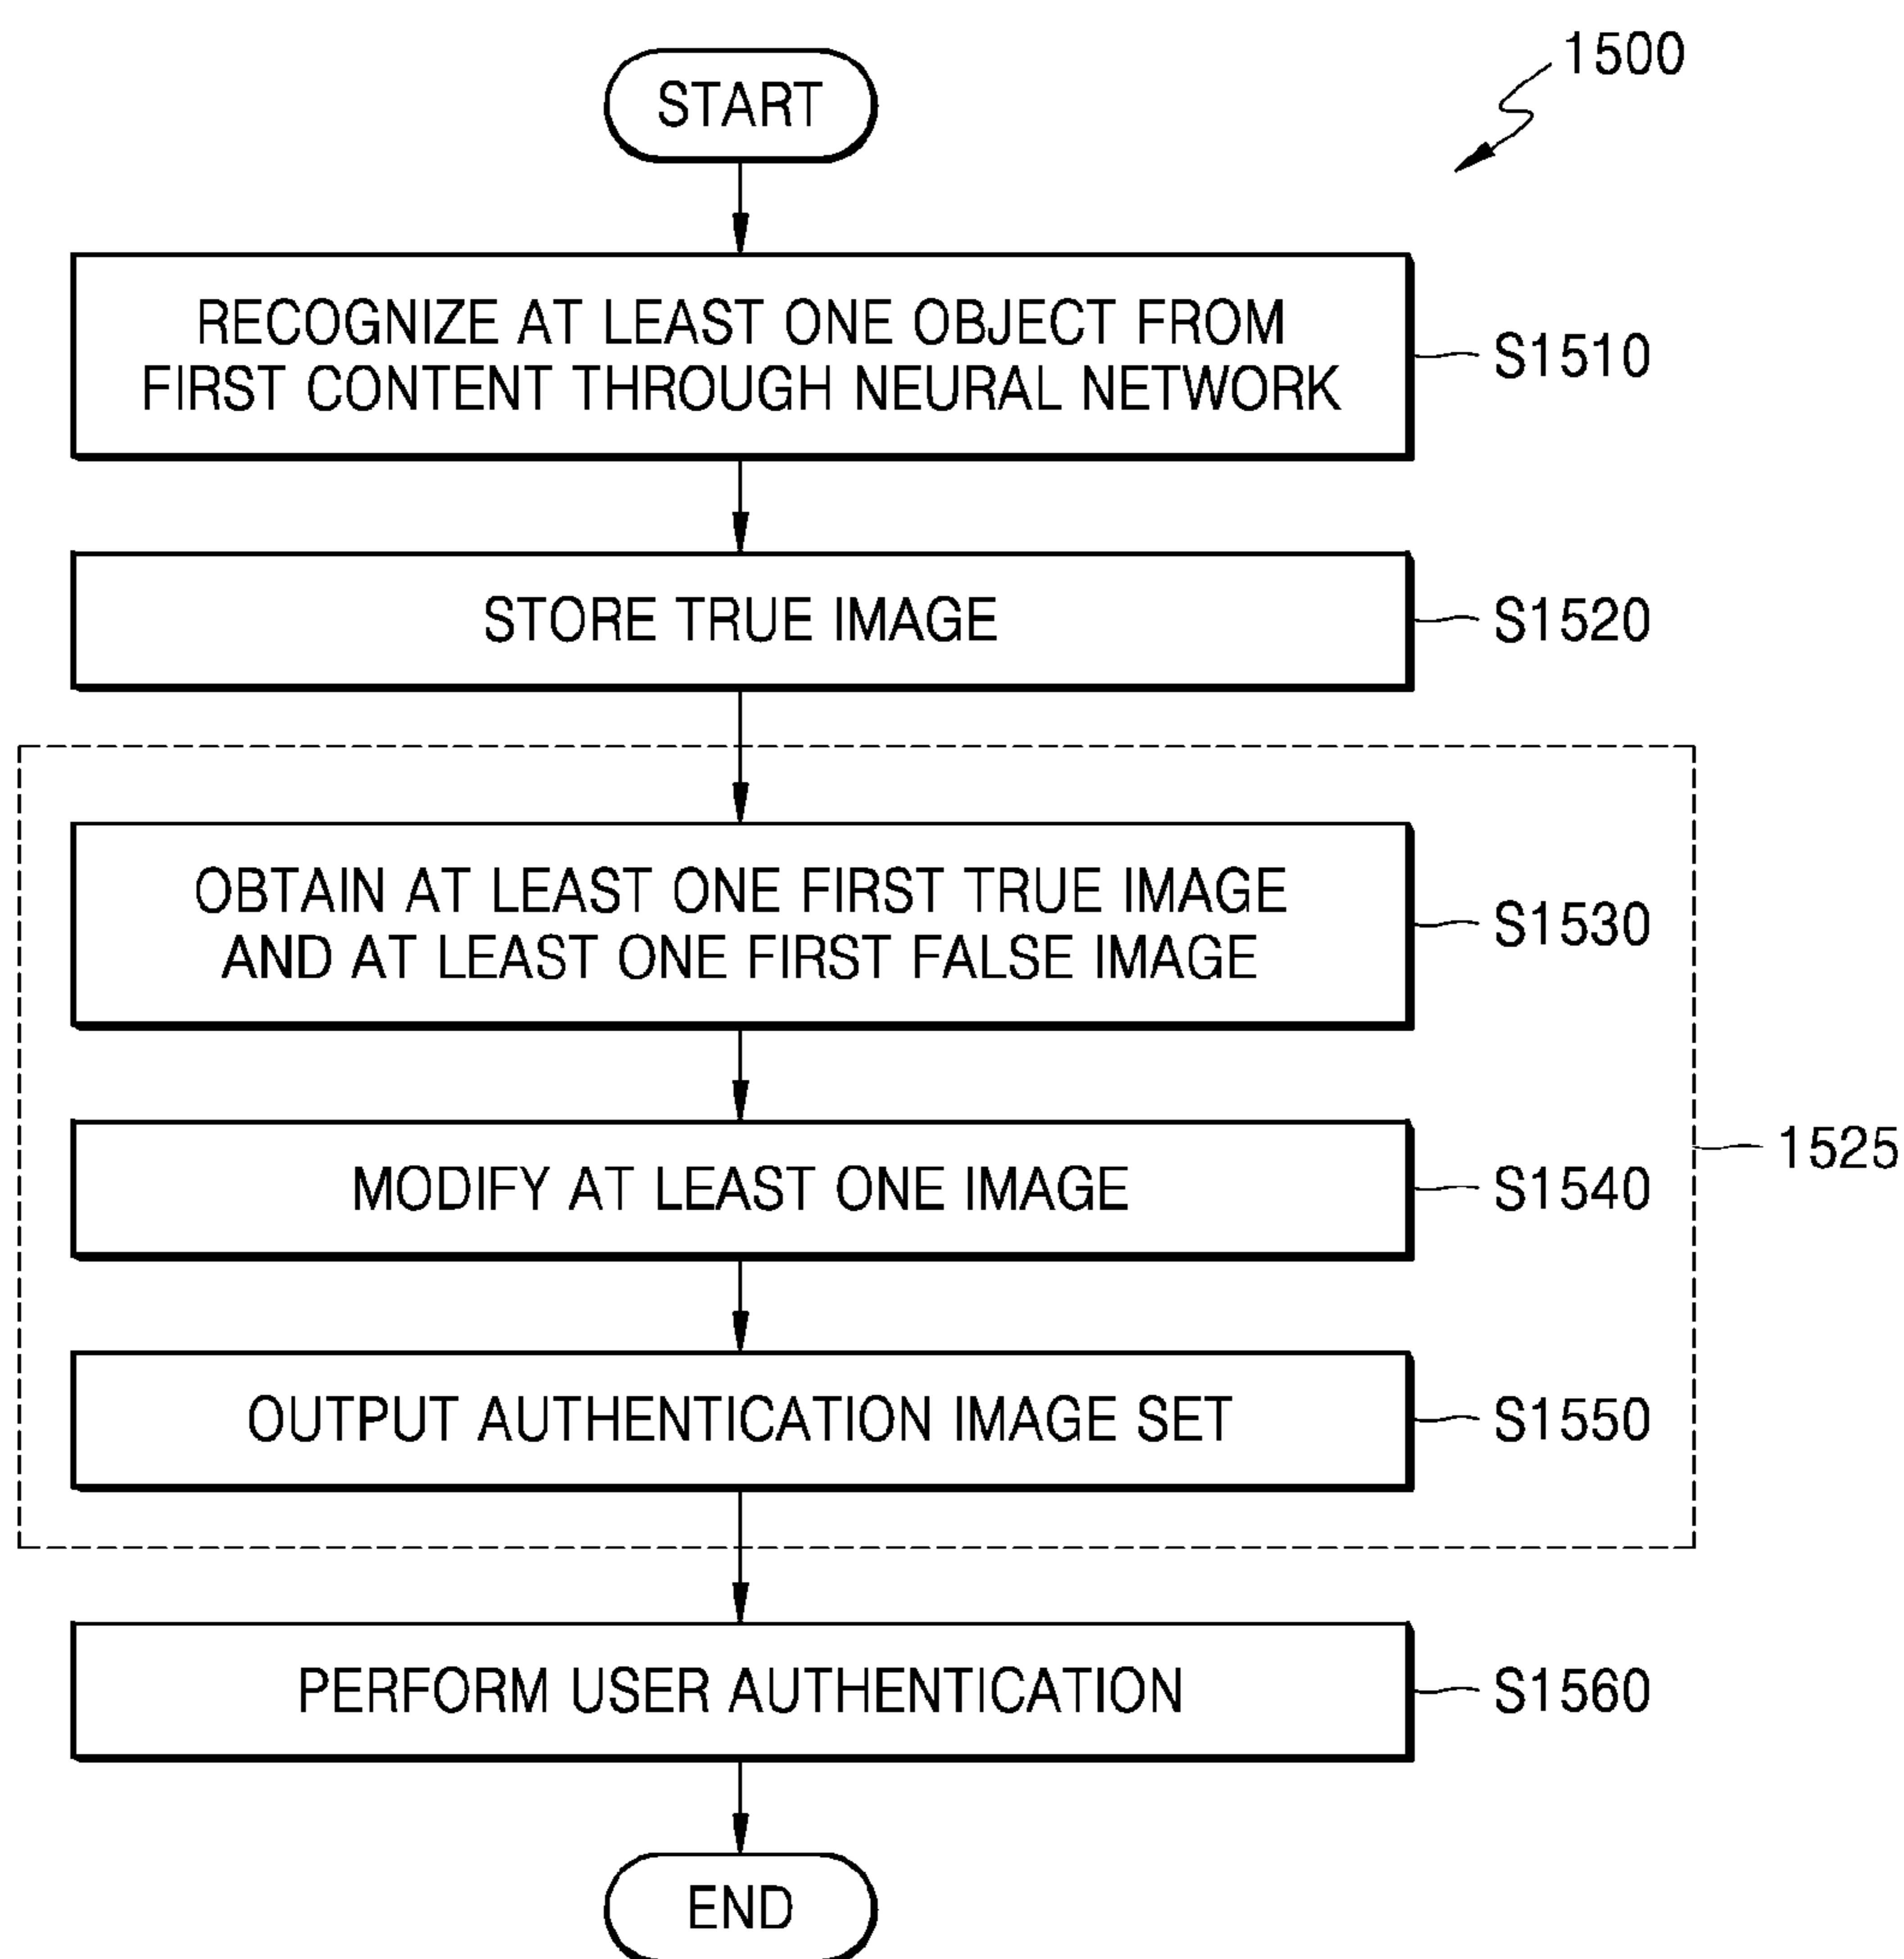 1500
START
RECOGNIZE AT LEAST ONE OBJECT FROM
FIRST CONTENT THROUGH NEURAL NETWORK
S1510
STORE TRUE IMAGE
S1520
OBTAIN AT LEAST ONE FIRST TRUE IMAGE
AND AT LEAST ONE FIRST FALSE IMAGE
S1530
1525
MODIFY AT LEAST ONE IMAGE
S1540
OUTPUT AUTHENTICATION IMAGE SET
S1550
PERFORM USER AUTHENTICATION
S1560
END